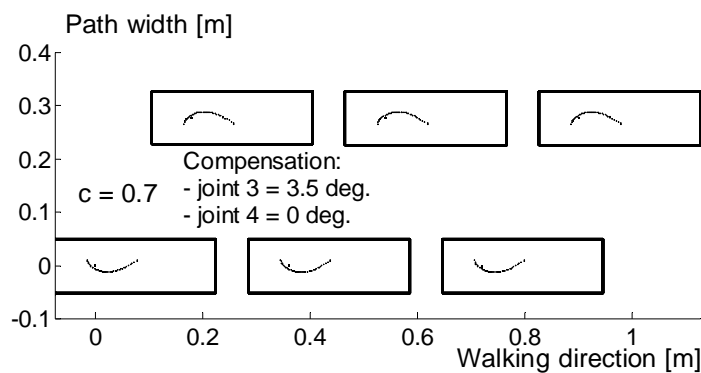 Path width [m]
0.4
0.3
0.2
0.1
0
-0.1
Compensation:
- joint 3 = 3.5 deg.
- joint 4 = 0 deg.
c = 0.7
0
0.2
0.4
0.6
0.8
1
Walking direction [m]